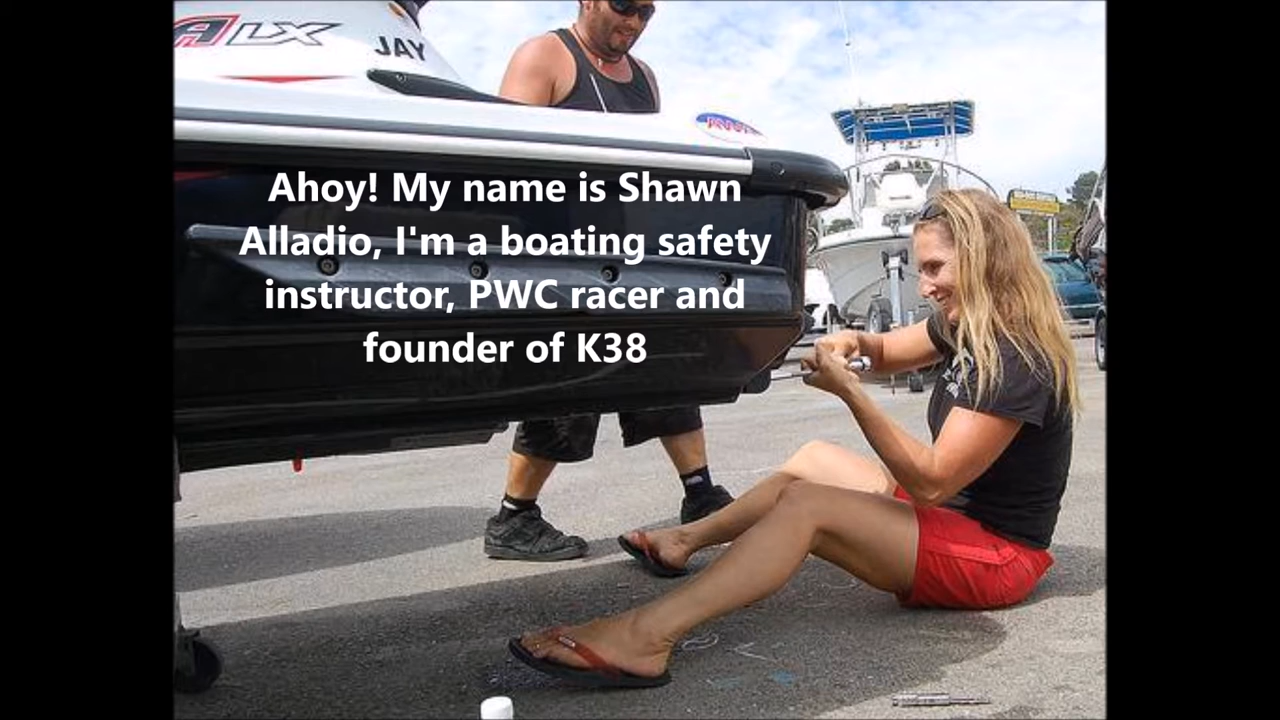 ALX
JAY
Ahoy! My name is Shawn
Alladio, I'm a boating safety
instructor, PWC racer and
founder of K38